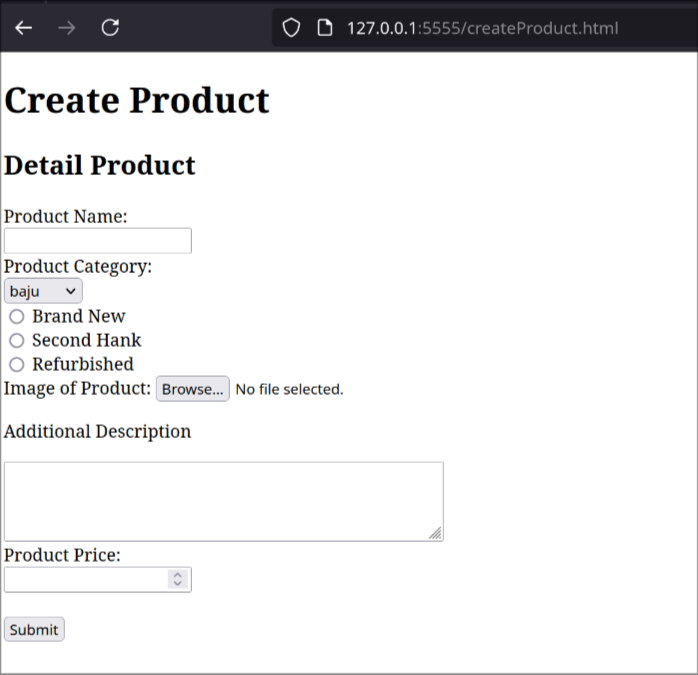 127.0.0.1:5555/createProduct.html
Create Product
Detail Product
Product Name:
Product Category:
baju
Brand New
Second Hank
Refurbished
Image of Product: Browse... No file selected.
Additional Description
Product Price:
Submit